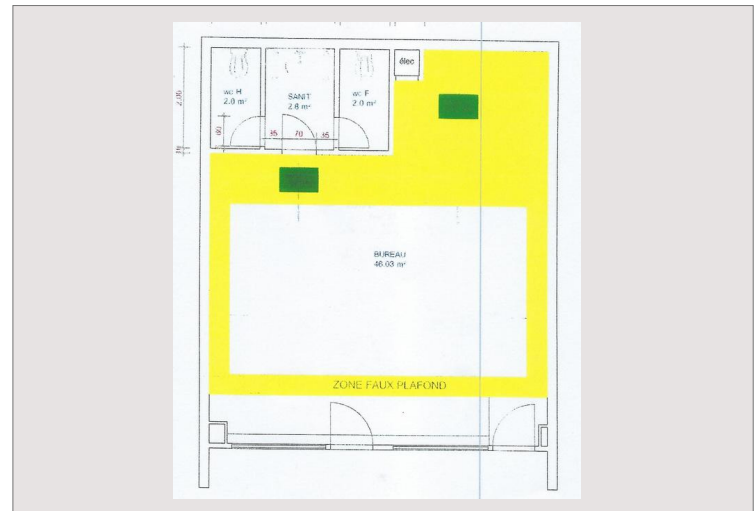 élec
wc H
2.0 m²
SANIT
2.8 m²
wc F
2.0 m²
35 70 35
BUREAU
46.03 m²
ZONE FAUX PLAFOND